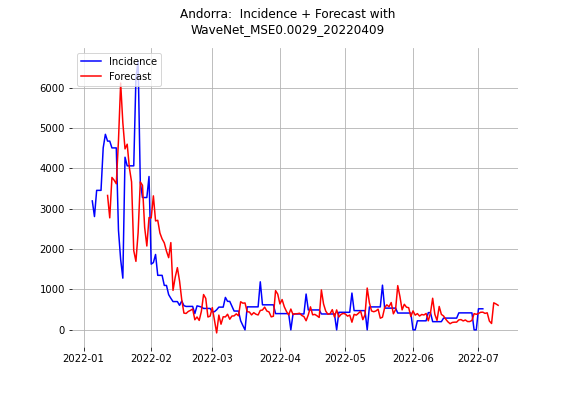 Andorra:  Incidence + Forecast with
WaveNet_MSE0.0029_20220409
Incidence
Forecast
6000
5000
4000
3000
2000
1000
0
2022-01 2022-02 2022-03 2022-04 2022-05 2022-06 2022-07